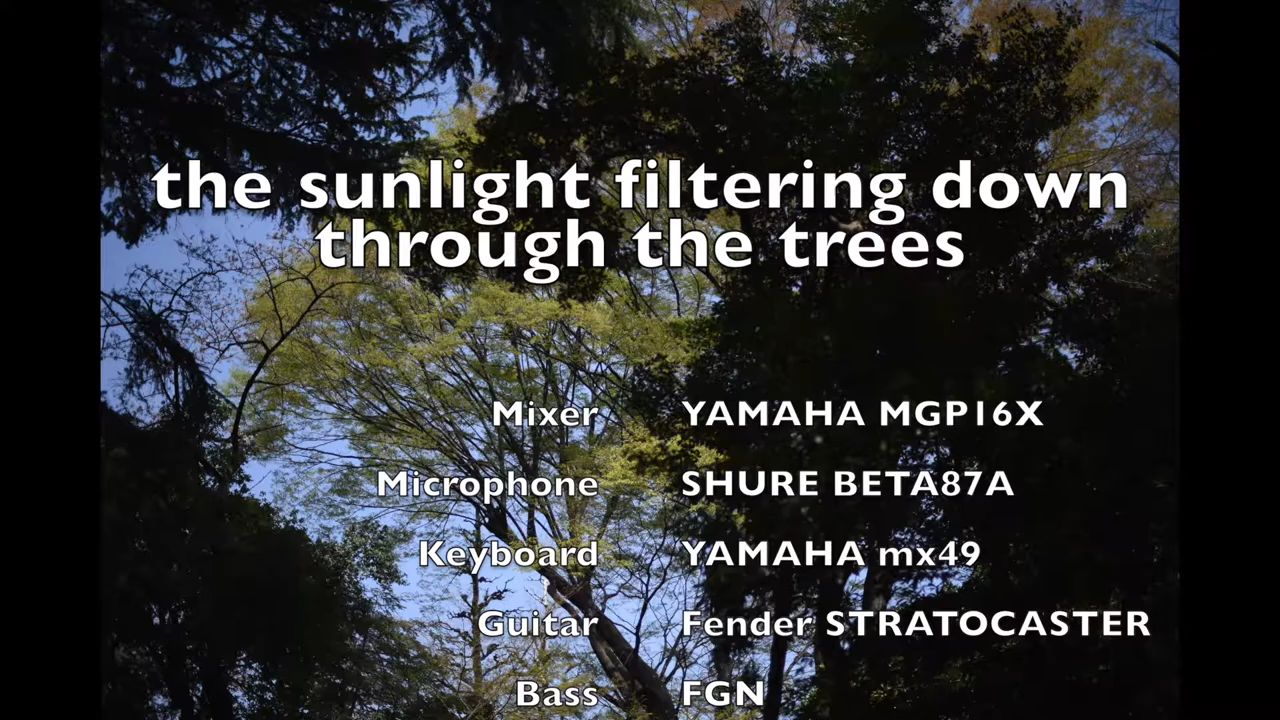 the sunlight filtering down
through the trees
Mixer YAMAHA MGP16X
Microphone SHURE BETA87A
Keyboard YAMAHA mx49
Guitar Fender STRATOCASTER
Bass FGN